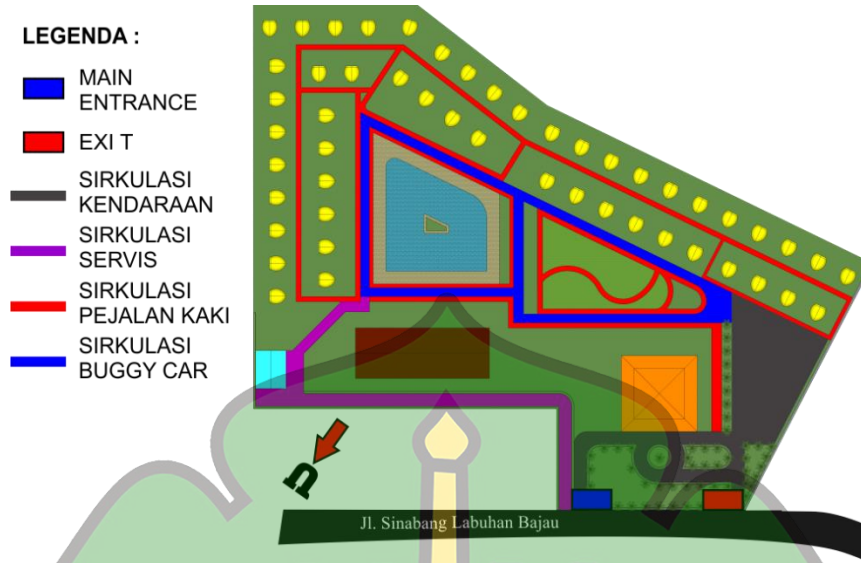 LEGENDA :
MAIN
ENTRANCE
EXI T
SIRKULASI
KENDARAAN
SIRKULASI
SERVIS
SIRKULASI
PEJALAN KAKI
SIRKULASI
BUGGY CAR
U
Jl. Sinabang Labuhan Bajau